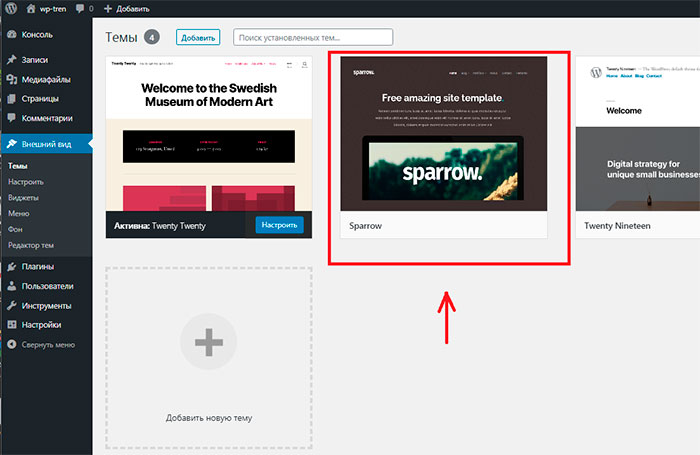 wp-tren 0 + Добавить
Консоль
Записи
Медиафайлы
Страницы
Комментарии
Внешний вид
Темы
Настроить
Виджеты
Меню
Фон
Редактор тем
Плагины
Пользователи
Инструменты
Настройки
Свернуть меню
Темы 4 Добавить Поиск установленных тем...
Twenty Twenty
Welcome to the Swedish
Museum of Modern Art
Активна: Twenty Twenty Настроить
sparrow.
Free amazing site template
sparrow.
Sparrow
Twenty Nineteen
Home About Blog Contact
Welcome
Digital strategy for
unique small businesses
Twenty Nineteen
Добавить новую тему